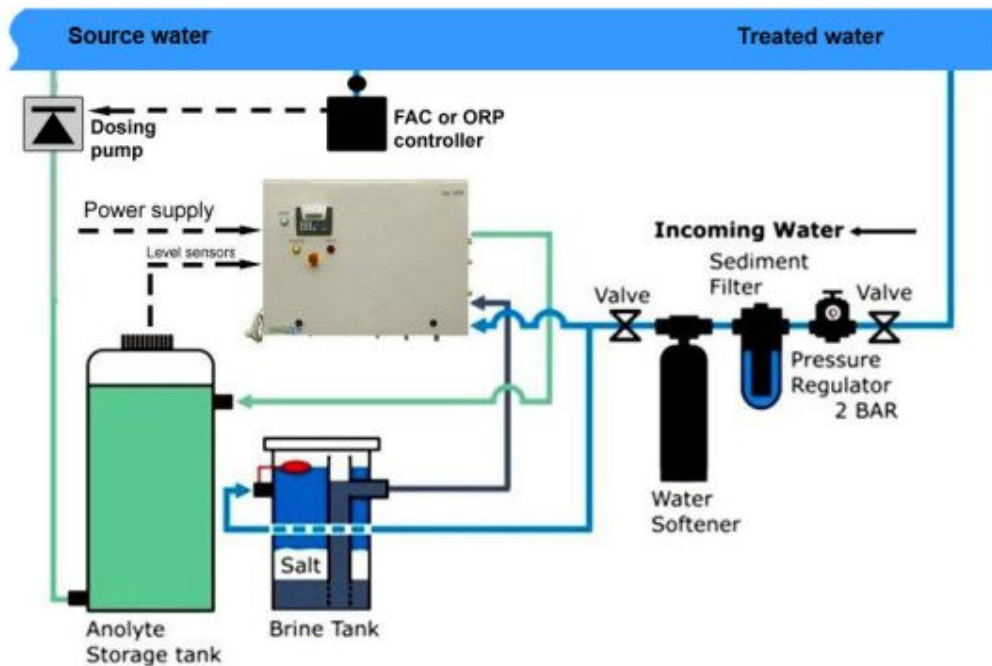 Source water
Treated water
Dosing
pump
FAC or ORP
controller
Power supply
Level sensors
Incoming Water
Sediment
Filter
Valve
Valve
Pressure
Regulator
2 BAR
Water
Softener
Salt
Anolyte
Storage tank
Brine Tank